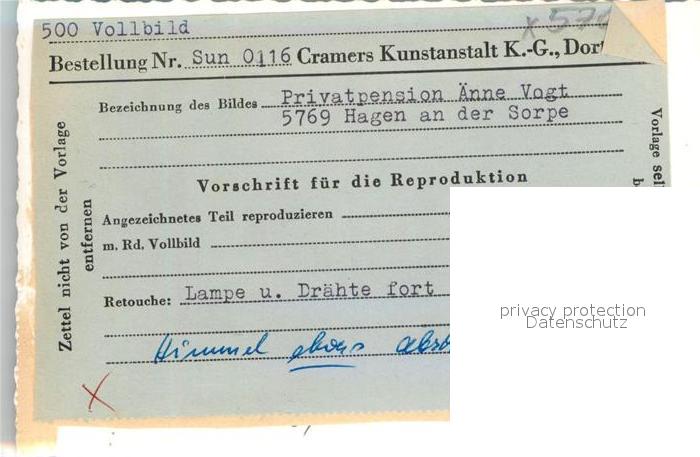 500 Vollbild
Bestellung Nr. Sun 0116 Cramers Kunstanstalt K.-G., Dort
Bezeichnung des Bildes Privatpension Änne Vogt
5769 Hagen an der Sorpe
Vorschrift für die Reproduktion
Angezeichnetes Teil reproduzieren
m. Rd. Vollbild
Retouche: Lampe u. Drähte fort
Himmel etwas
Zettel nicht von der Vorlage
entfernen
Vorlage
privacy protection
Datenschutz